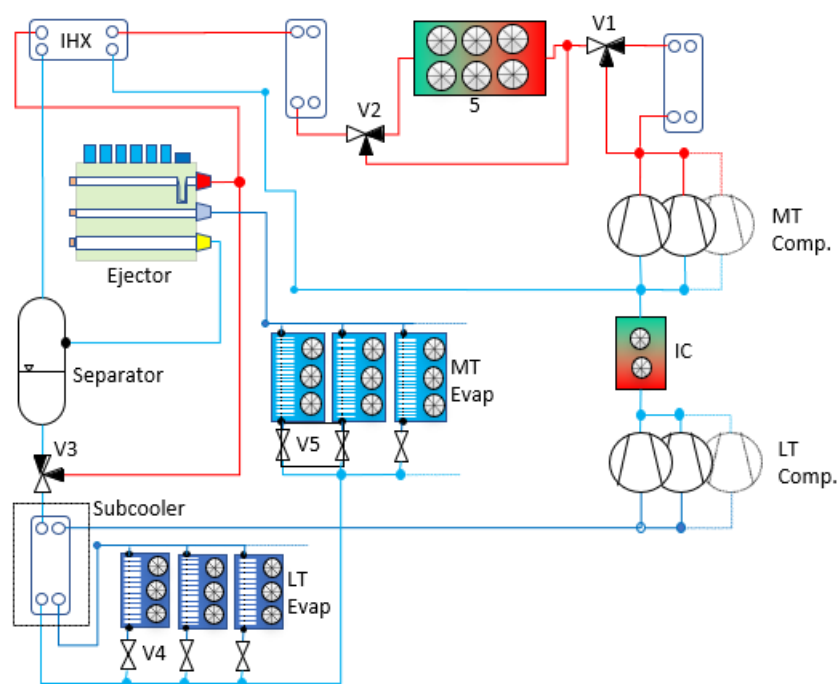 IHX
V1
V2
5
MT
Comp.
Ejector
IC
Separator
MT
Evap
V5
V3
LT
Comp.
Subcooler
LT
Evap
V4